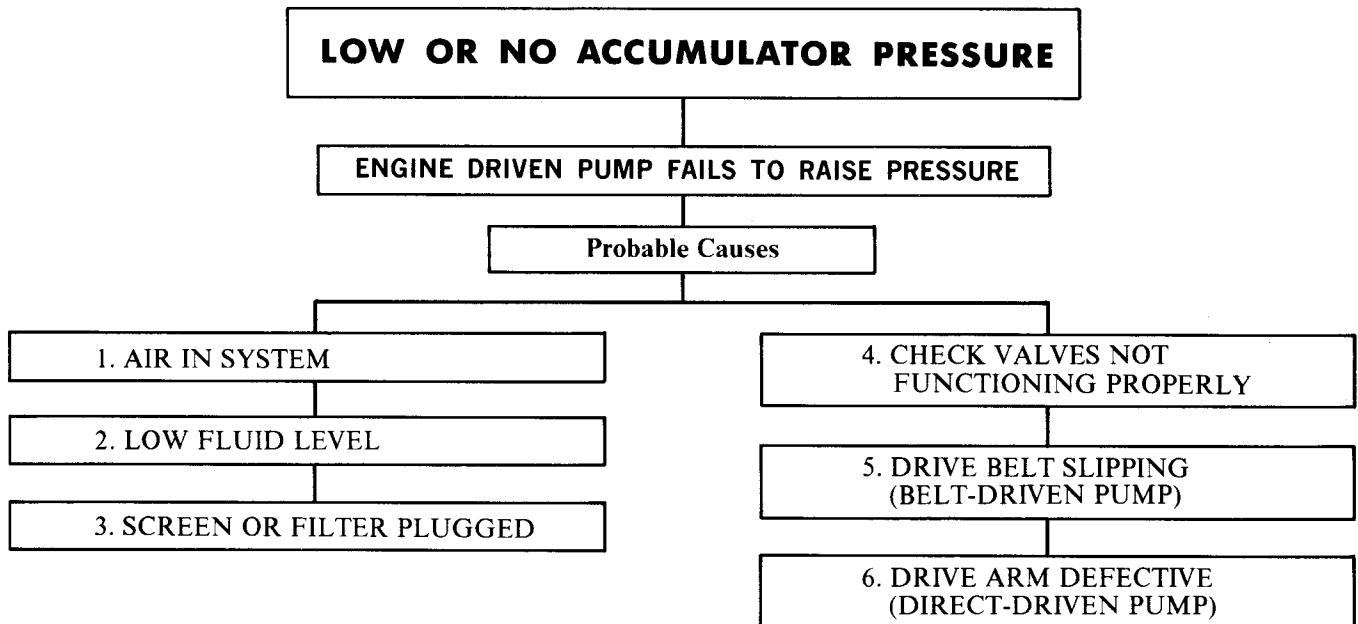 LOW OR NO ACCUMULATOR PRESSURE
ENGINE DRIVEN PUMP FAILS TO RAISE PRESSURE
Probable Causes
1. AIR IN SYSTEM
2. LOW FLUID LEVEL
3. SCREEN OR FILTER PLUGGED
4. CHECK VALVES NOT
FUNCTIONING PROPERLY
5. DRIVE BELT SLIPPING
(BELT-DRIVEN PUMP)
6. DRIVE ARM DEFECTIVE
(DIRECT-DRIVEN PUMP)